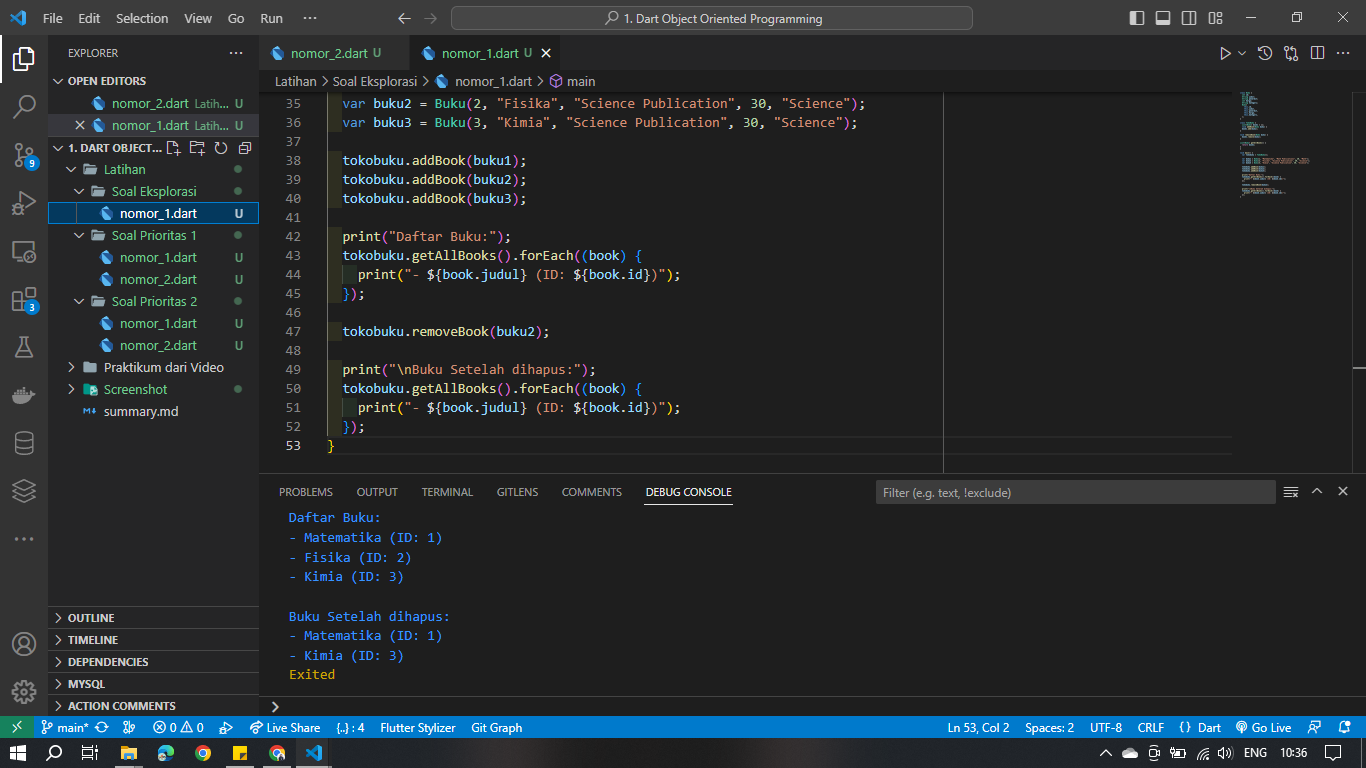 File Edit Selection View Go Run ···
1. Dart Object Oriented Programming
EXPLORER
OPEN EDITORS
nomor_2.dart Latih... U
nomor_1.dart Latih... U
1. DART OBJECT...
Latihan
Soal Eksplorasi
nomor_1.dart U
Soal Prioritas 1
nomor_1.dart U
nomor_2.dart U
Soal Prioritas 2
nomor_1.dart U
nomor_2.dart U
Praktikum dari Video
Screenshot
summary.md
OUTLINE
TIMELINE
DEPENDENCIES
MYSQL
ACTION COMMENTS
9
3
nomor_2.dart U
nomor_1.dart U
Latihan > Soal Eksplorasi > nomor_1.dart > main
35 var buku2 = Buku(2, "Fisika", "Science Publication", 30, "Science");
36 var buku3 = Buku(3, "Kimia", "Science Publication", 30, "Science");
37
38 tokobuku.addBook(buku1);
39 tokobuku.addBook(buku2);
40 tokobuku.addBook(buku3);
41
42 print("Daftar Buku:");
43 tokobuku.getAllBooks().forEach((book) {
44 print("- ${book.judul} (ID: ${book.id})");
45 });
46
47 tokobuku.removeBook(buku2);
48
49 print("\nBuku Setelah dihapus:");
50 tokobuku.getAllBooks().forEach((book) {
51 print("- ${book.judul} (ID: ${book.id})");
52 });
53 }
PROBLEMS OUTPUT TERMINAL GITLENS COMMENTS DEBUG CONSOLE
Filter (e.g. text, !exclude)
Daftar Buku:
- Matematika (ID: 1)
- Fisika (ID: 2)
- Kimia (ID: 3)
Buku Setelah dihapus:
- Matematika (ID: 1)
- Kimia (ID: 3)
Exited
main* 0 0 Live Share {..} : 4 Flutter Stylizer Git Graph
Ln 53, Col 2 Spaces: 2 UTF-8 CRLF { } Dart Go Live
ENG 10:36